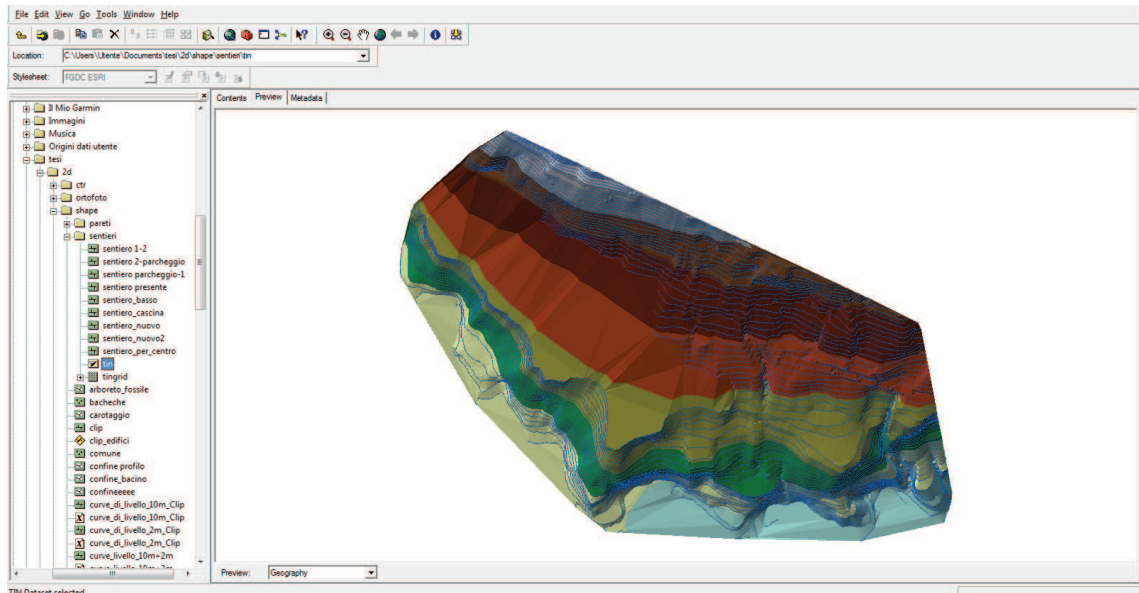 File Edit View Go Tools Window Help
Location: C:\Users\Utente\Documents\tesi\2d\shape\sentieri\tin
Stylesheet: FGDC ESRI
Contents Preview Metadata
Il Mio Garmin
Immagini
Musica
Origini dati utente
tesi
2d
ctr
ortofoto
shape
pareti
sentieri
sentiero 1-2
sentiero 2-parcheggio
sentiero parcheggio-1
sentiero presente
sentiero_basso
sentiero_cascina
sentiero_nuovo
sentiero_nuovo2
sentiero_per_centro
tin
tingrid
arboreto_fossile
bacheche
carotaggio
clip
clip_edifici
comune
confine profilo
confine_bacino
confineeeee
curve_di_livello_10m_Clip
curve_di_livello_10m_Clip
curve_di_livello_2m_Clip
curve_di_livello_2m_Clip
curve_livello_10m+2m
Preview: Geography
TIN Dataset selected